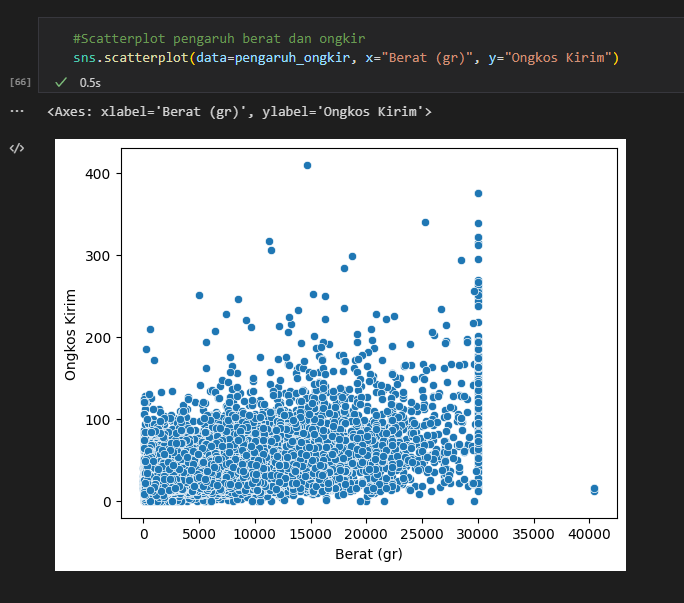 #Scatterplot pengaruh berat dan ongkir
sns.scatterplot(data=pengaruh_ongkir, x="Berat (gr)", y="Ongkos Kirim")
[66]
0.5s
<Axes: xlabel='Berat (gr)', ylabel='Ongkos Kirim'>
400
300
200
100
0
Ongkos Kirim
0 5000 10000 15000 20000 25000 30000 35000 40000
Berat (gr)